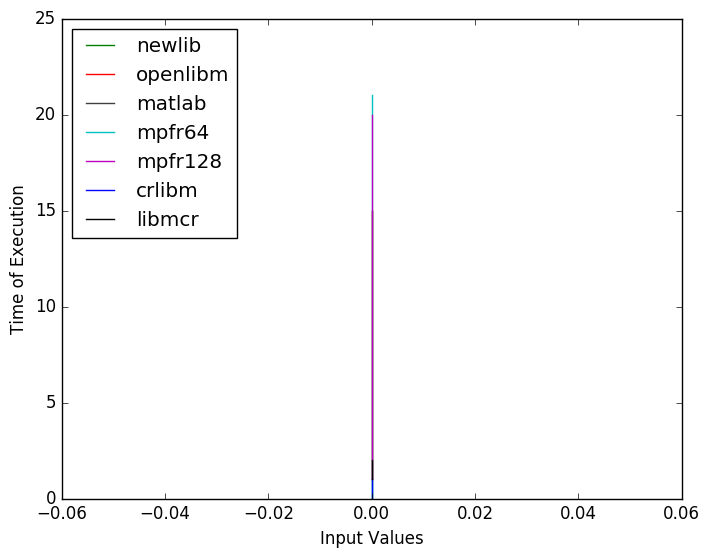 25
20
15
10
5
0
Time of Execution
newlib
openlibm
matlab
mpfr64
mpfr128
crlibm
libmcr
−0.06 −0.04 −0.02 0.00 0.02 0.04 0.06
Input Values